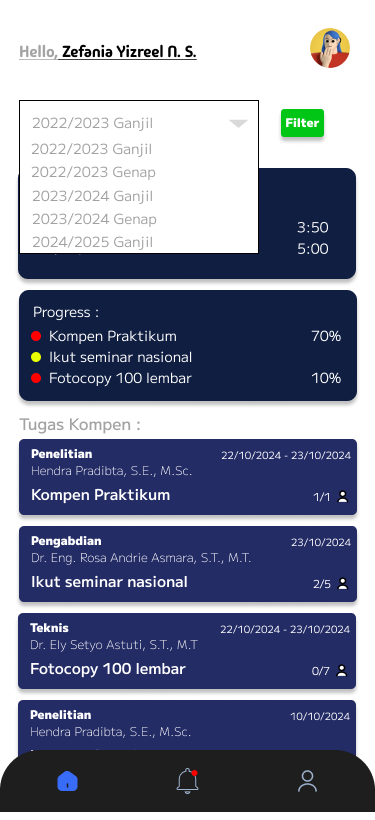 Hello, Zefania Yizreel N. S.
2022/2023 Ganjil
Filter
2022/2023 Ganjil
2022/2023 Genap
2023/2024 Ganjil
2023/2024 Genap
2024/2025 Ganjil
3:50
5:00
Progress :
Kompen Praktikum 70%
Ikut seminar nasional
Fotocopy 100 lembar 10%
Tugas Kompen :
Penelitian 22/10/2024 - 23/10/2024
Hendra Pradibta, S.E., M.Sc.
Kompen Praktikum 1/1
Pengabdian 23/10/2024
Dr. Eng. Rosa Andrie Asmara, S.T., M.T.
Ikut seminar nasional 2/5
Teknis 22/10/2024 - 23/10/2024
Dr. Ely Setyo Astuti, S.T., M.T
Fotocopy 100 lembar 0/7
Penelitian 10/10/2024
Hendra Pradibta, S.E., M.Sc.